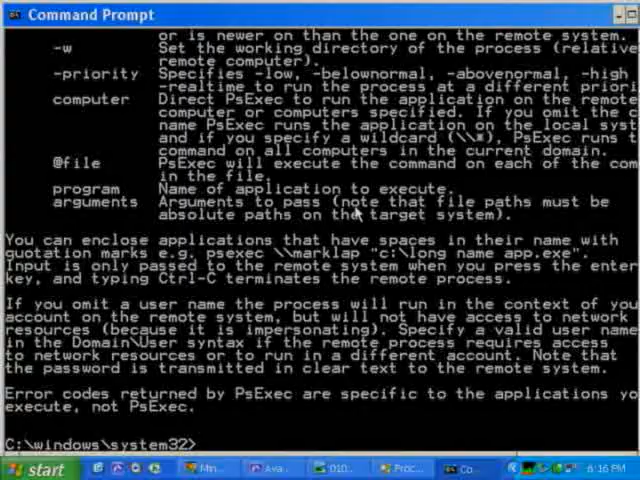 Command Prompt
or is newer on than the one on the remote system.
-w Set the working directory of the process (relative
remote computer).
-priority Specifies -low, -belownormal, -abovenormal, -high
-realtime to run the process at a different priori
computer Direct PsExec to run the application on the remote
computer or computers specified. If you omit the c
name PsExec runs the application on the local syst
and if you specify a wildcard (\\*), PsExec runs t
command on all computers in the current domain.
@file PsExec will execute the command on each of the com
in the file.
program Name of application to execute.
arguments Arguments to pass (note that file paths must be
absolute paths on the target system).
You can enclose applications that have spaces in their name with
quotation marks e.g. psexec \\marklap "c:\long name app.exe".
Input is only passed to the remote system when you press the enter
key, and typing Ctrl-C terminates the remote process.
If you omit a user name the process will run in the context of you
account on the remote system, but will not have access to network
resources (because it is impersonating). Specify a valid user name
in the Domain\User syntax if the remote process requires access
to network resources or to run in a different account. Note that
the password is transmitted in clear text to the remote system.
Error codes returned by PsExec are specific to the applications yo
execute, not PsExec.
C:\windows\system32>
start Min... Ava... 010... Proc... Co... 6:16 PM